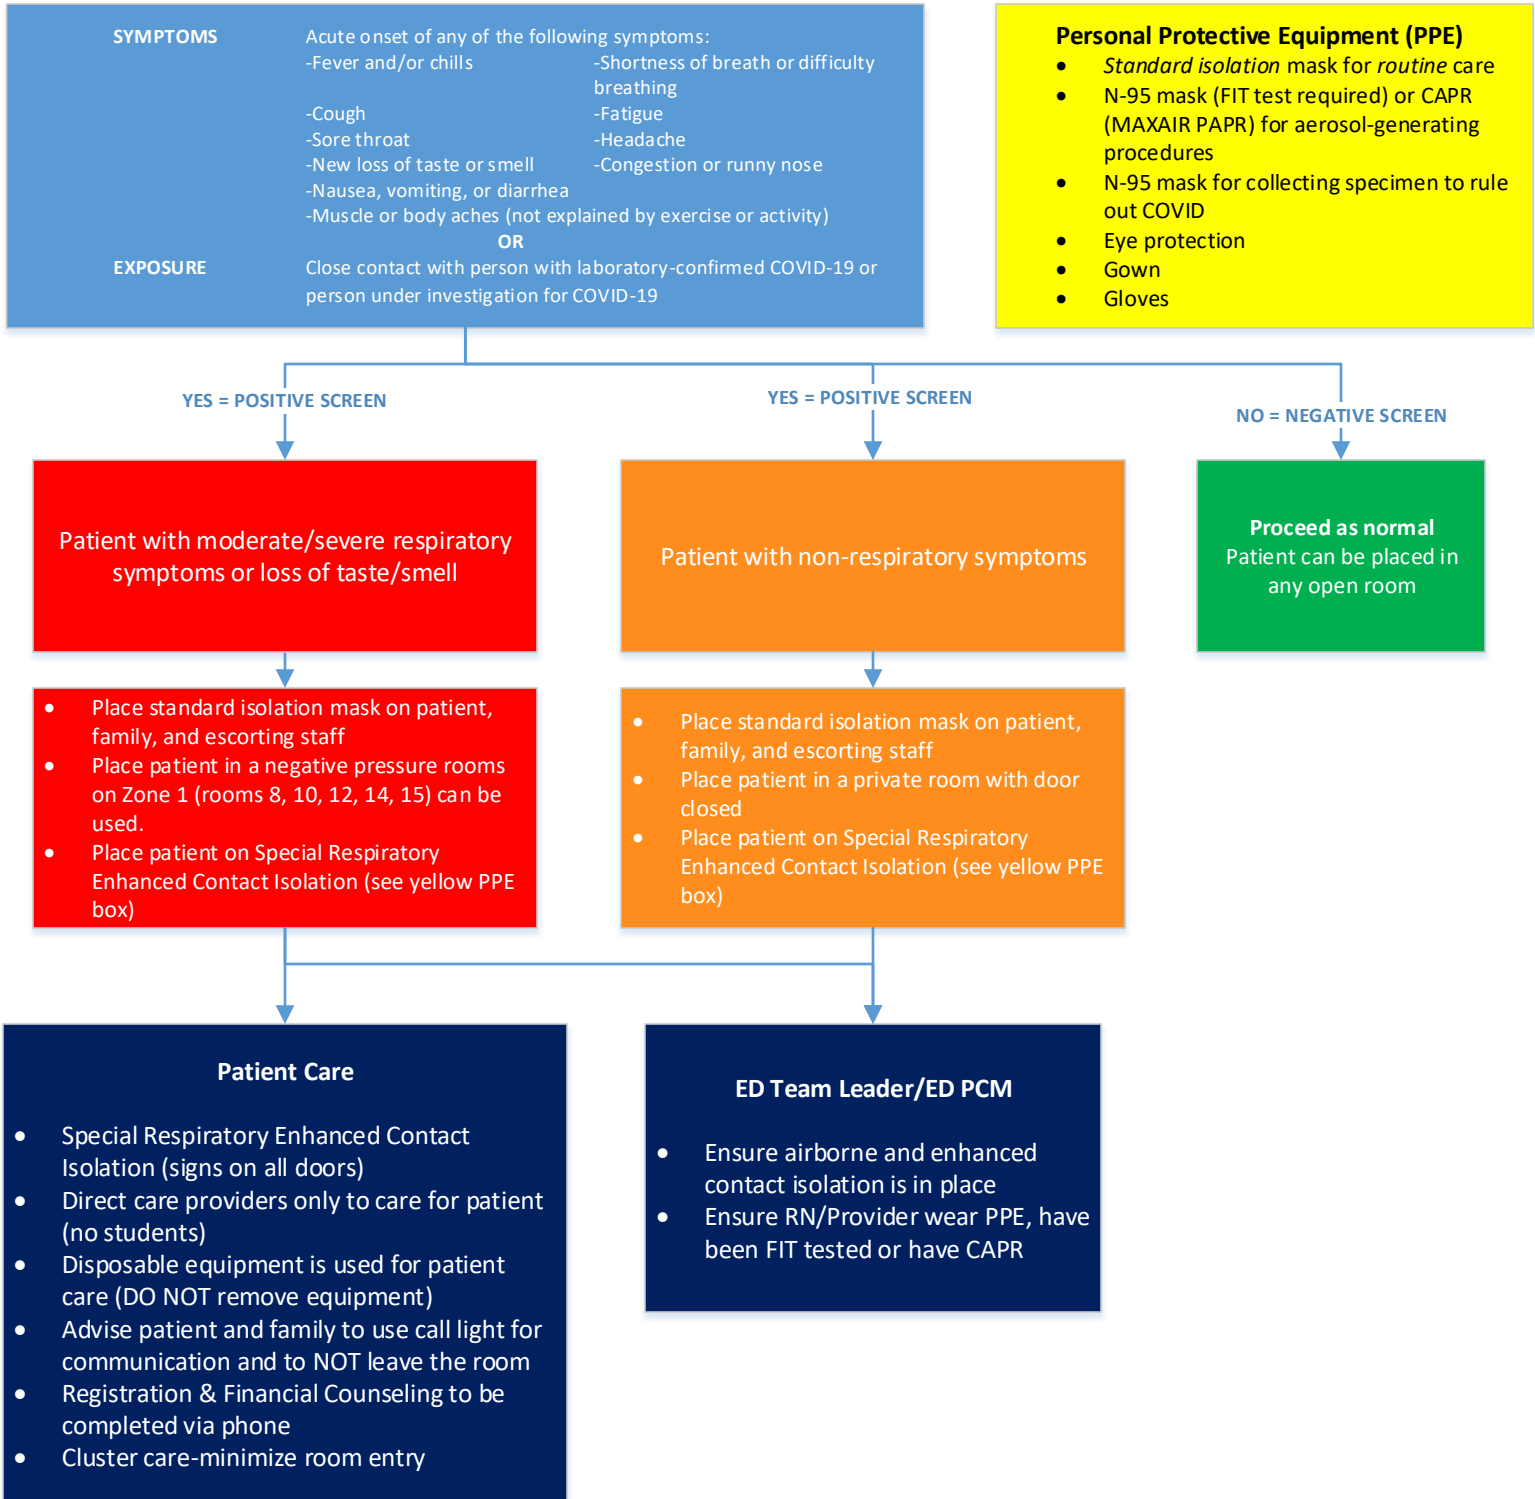 SYMPTOMS
Acute onset of any of the following symptoms:
-Fever and/or chills
-Shortness of breath or difficulty
breathing
-Cough
-Fatigue
-Sore throat
-Headache
-New loss of taste or smell
-Congestion or runny nose
-Nausea, vomiting, or diarrhea
-Muscle or body aches (not explained by exercise or activity)
OR
EXPOSURE
Close contact with person with laboratory-confirmed COVID-19 or
person under investigation for COVID-19
Personal Protective Equipment (PPE)
• Standard isolation mask for routine care
• N-95 mask (FIT test required) or CAPR
(MAXAIR PAPR) for aerosol-generating
procedures
• N-95 mask for collecting specimen to rule
out COVID
• Eye protection
• Gown
• Gloves
YES = POSITIVE SCREEN
YES = POSITIVE SCREEN
NO = NEGATIVE SCREEN
Patient with moderate/severe respiratory
symptoms or loss of taste/smell
Patient with non-respiratory symptoms
Proceed as normal
Patient can be placed in
any open room
• Place standard isolation mask on patient,
family, and escorting staff
• Place patient in a negative pressure rooms
on Zone 1 (rooms 8, 10, 12, 14, 15) can be
used.
• Place patient on Special Respiratory
Enhanced Contact Isolation (see yellow PPE
box)
• Place standard isolation mask on patient,
family, and escorting staff
• Place patient in a private room with door
closed
• Place patient on Special Respiratory
Enhanced Contact Isolation (see yellow PPE
box)
Patient Care
• Special Respiratory Enhanced Contact
Isolation (signs on all doors)
• Direct care providers only to care for patient
(no students)
• Disposable equipment is used for patient
care (DO NOT remove equipment)
• Advise patient and family to use call light for
communication and to NOT leave the room
• Registration & Financial Counseling to be
completed via phone
• Cluster care-minimize room entry
ED Team Leader/ED PCM
• Ensure airborne and enhanced
contact isolation is in place
• Ensure RN/Provider wear PPE, have
been FIT tested or have CAPR